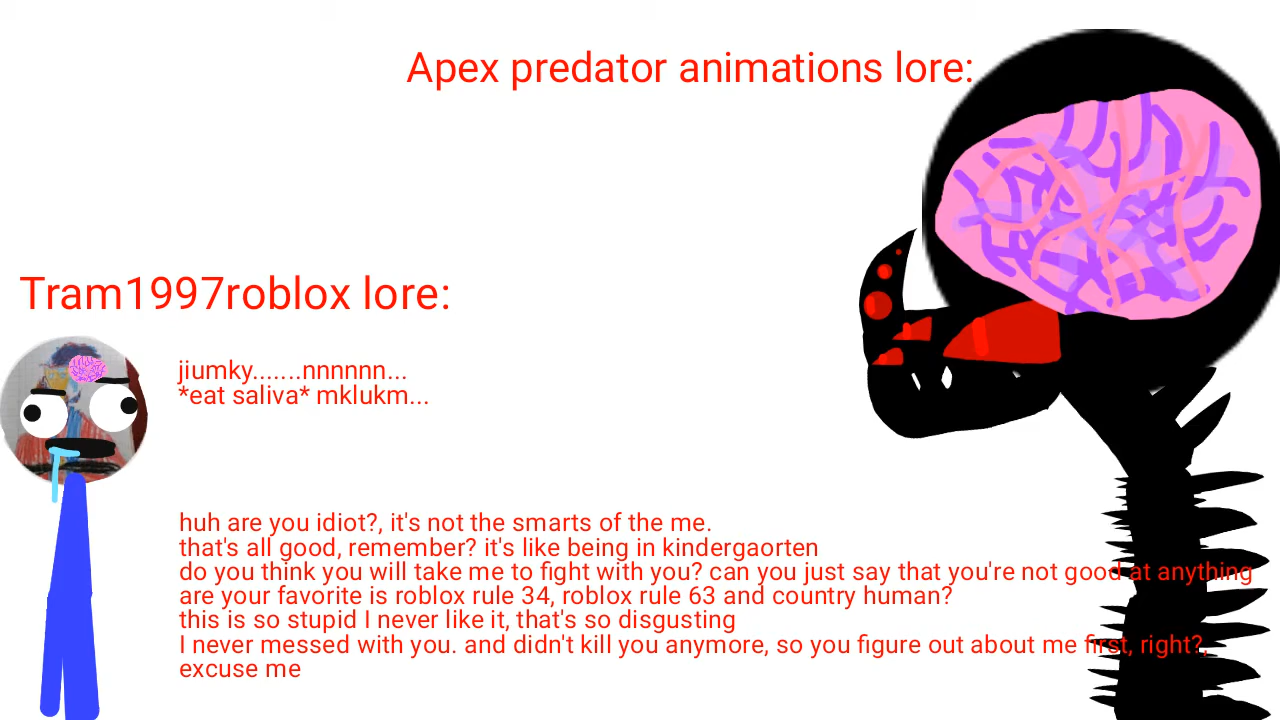 Apex predator animations lore:
Tram1997roblox lore:
jiumky.......nnnnnn...
*eat saliva* mklukm...
huh are you idiot?, it's not the smarts of the me.
that's all good, remember? it's like being in kindergaorten
do you think you will take me to fight with you? can you just say that you're not good at anything
are your favorite is roblox rule 34, roblox rule 63 and country human?
this is so stupid I never like it, that's so disgusting
I never messed with you. and didn't kill you anymore, so you figure out about me first, right?,
excuse me